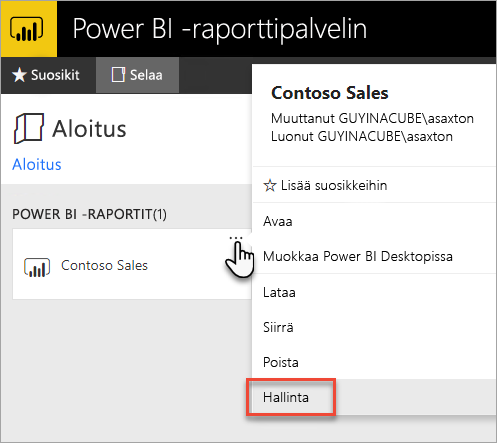 Power BI -raporttipalvelin
Suosikit
Selaa
Aloitus
Aloitus
POWER BI -RAPORTIT(1)
Contoso Sales
Contoso Sales
Muuttanut GUYINACUBE\asaxton
Luonut GUYINACUBE\asaxton
Lisää suosikkeihin
Avaa
Muokkaa Power BI Desktopissa
Lataa
Siirrä
Poista
Hallinta